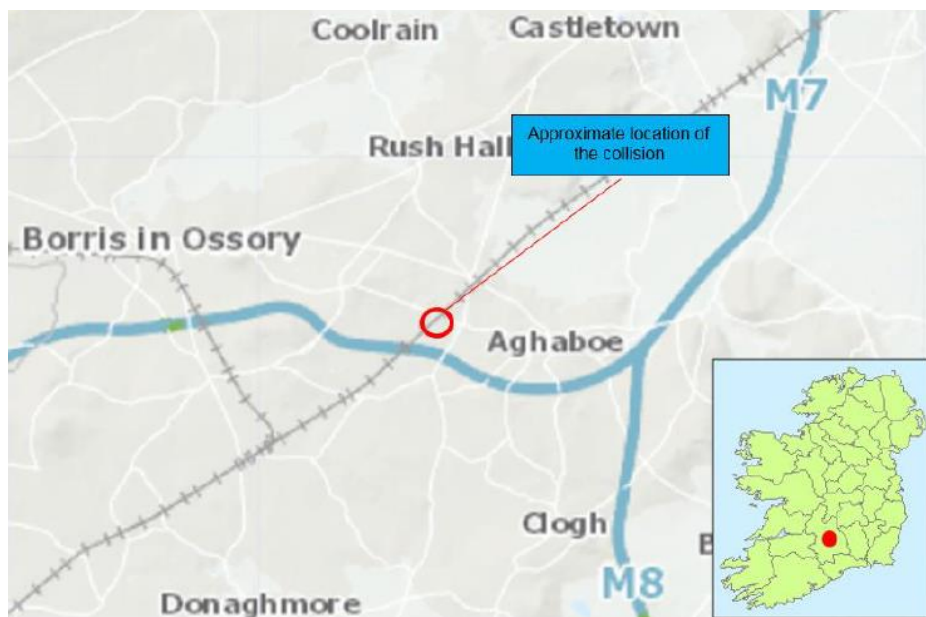 Coolrain
Castletown
M7
Approximate location of
the collision
Rush Hall
Borris in Ossory
Aghaboe
Clogh
B
M8
Donaghmore